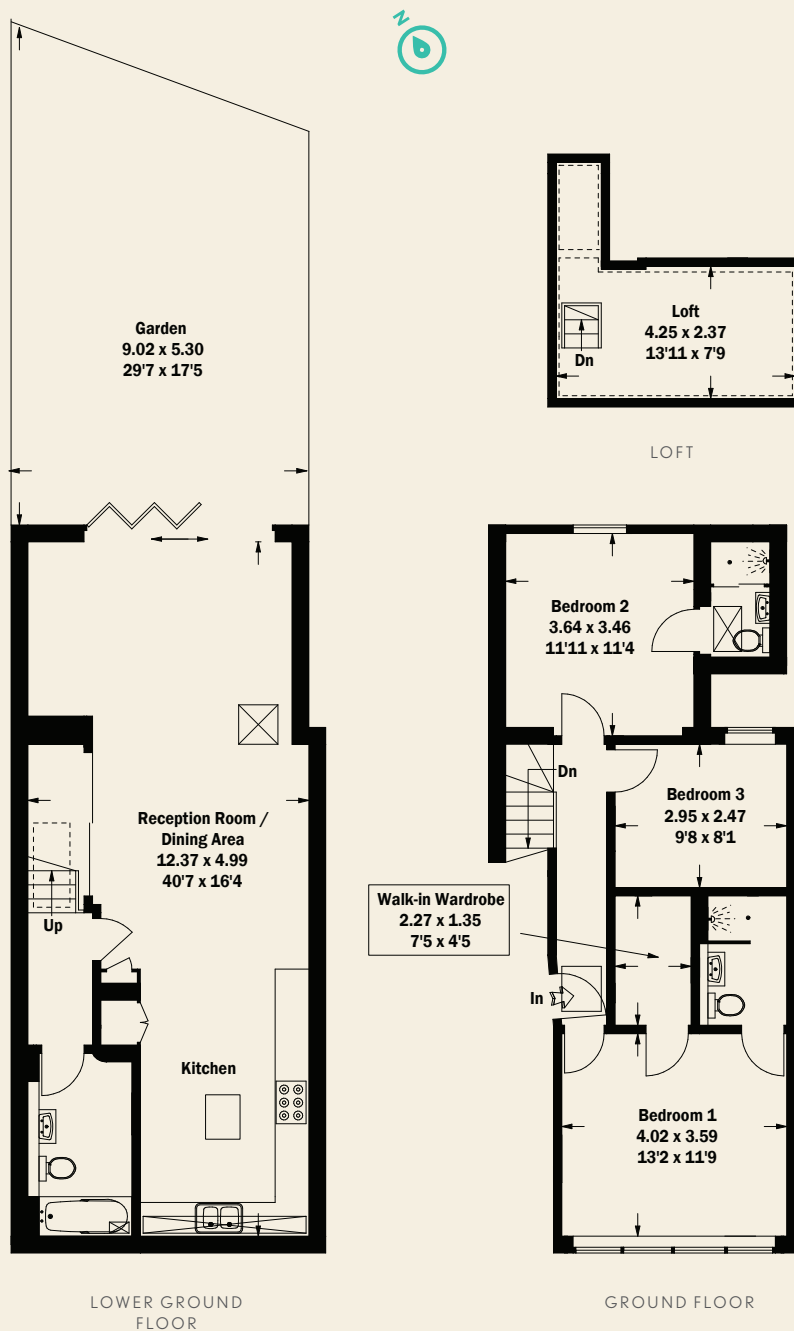 N
Garden
9.02 x 5.30
29'7 x 17'5
Loft
4.25 x 2.37
13'11 x 7'9
Dn
LOFT
Reception Room /
Dining Area
12.37 x 4.99
40'7 x 16'4
Up
Kitchen
LOWER GROUND
FLOOR
Bedroom 2
3.64 x 3.46
11'11 x 11'4
Dn
Bedroom 3
2.95 x 2.47
9'8 x 8'1
Walk-in Wardrobe
2.27 x 1.35
7'5 x 4'5
In
Bedroom 1
4.02 x 3.59
13'2 x 11'9
GROUND FLOOR